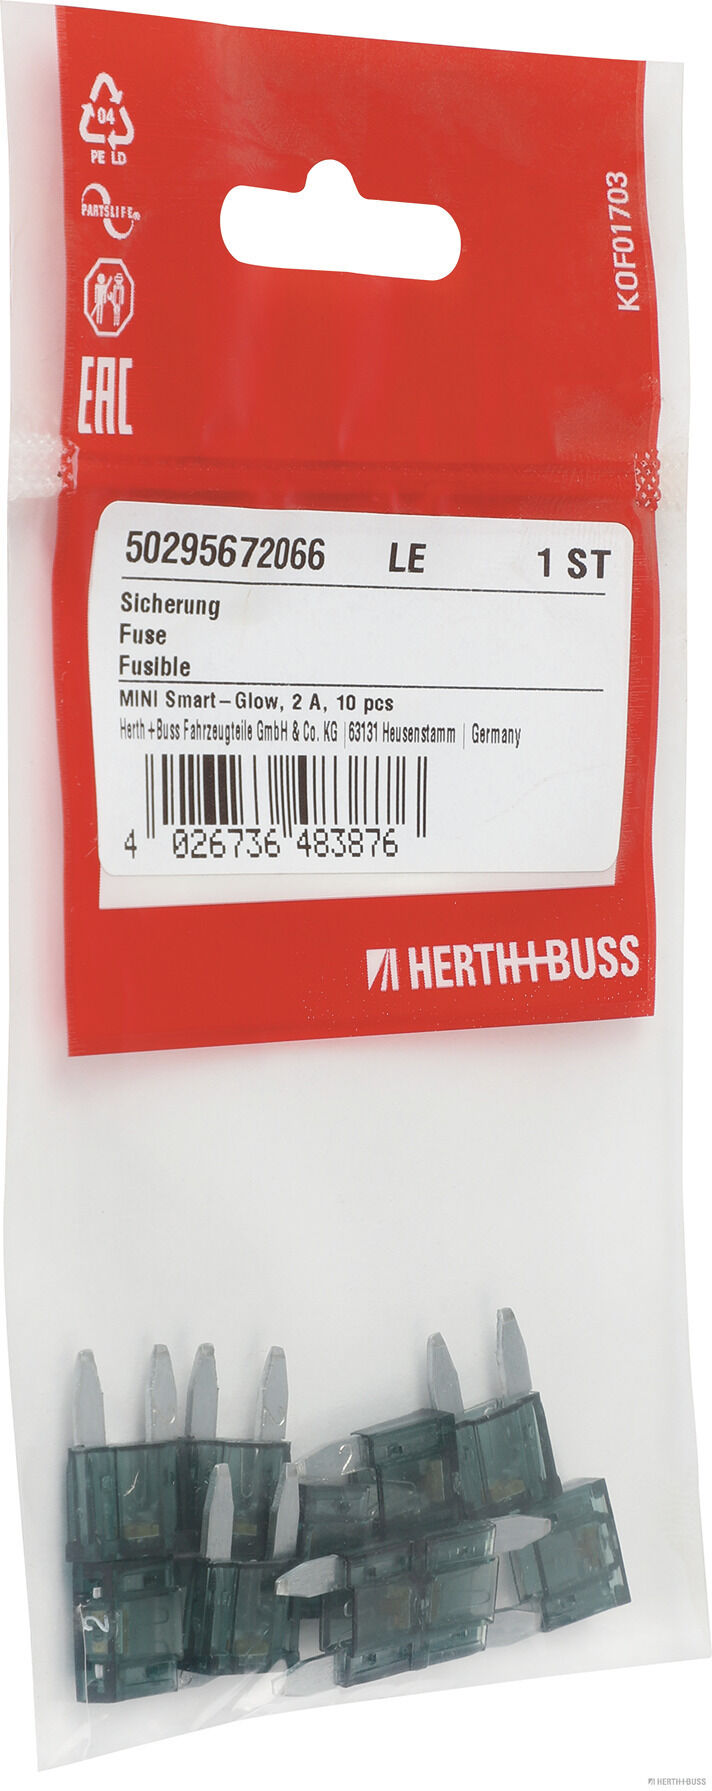 04
PE LD
PARTSLIFE
EAC
KOF01703
50295672066 LE 1 ST
Sicherung
Fuse
Fusible
MINI Smart-Glow, 2 A, 10 pcs
Herth+Buss Fahrzeugteile GmbH & Co. KG | 63131 Heusenstamm | Germany
4 026736 483876
HERTH+BUSS
2
2
HERTH+BUSS